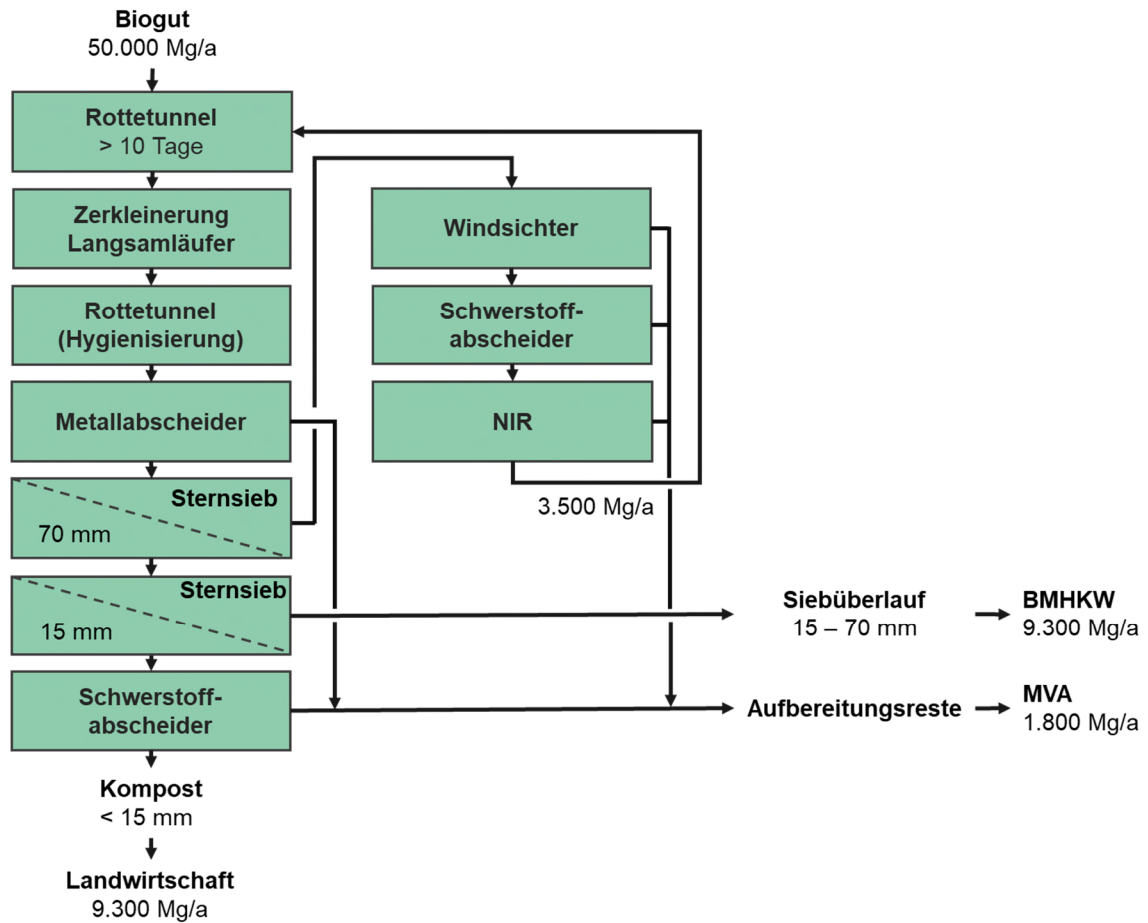 Biogut
50.000 Mg/a
Rottetunnel
> 10 Tage
Zerkleinerung
Langsamläufer
Rottetunnel
(Hygienisierung)
Metallabscheider
Sternsieb
70 mm
Sternsieb
15 mm
Schwerstoff-
abscheider
Kompost
< 15 mm
Landwirtschaft
9.300 Mg/a
Windsichter
Schwerstoff-
abscheider
NIR
3.500 Mg/a
Siebüberlauf
15 – 70 mm
BMHKW
9.300 Mg/a
Aufbereitungsreste
MVA
1.800 Mg/a